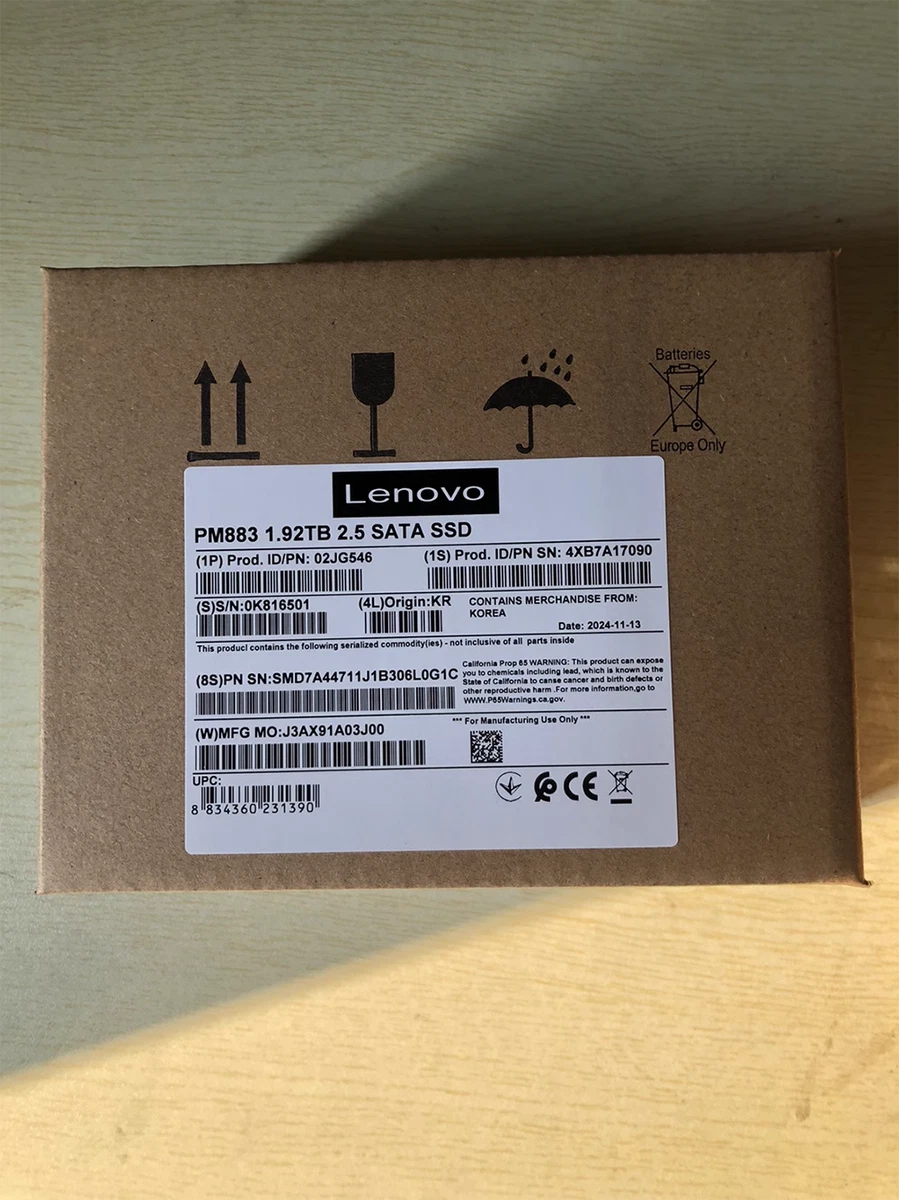 Batteries
Europe Only
Lenovo
PM883 1.92TB 2.5 SATA SSD
(1P) Prod. ID/PN: 02JG546
(1S) Prod. ID/PN SN: 4XB7A17090
(S)S/N:0K816501
(4L)Origin:KR
CONTAINS MERCHANDISE FROM:
KOREA
Date: 2024-11-13
This product contains the following serialized commodity(ies) - not inclusive of all parts inside
(8S)PN SN:SMD7A44711J1B306L0G1C
California Prop 65 WARNING: This product can expose
you to chemicals including lead, which is known to the
State of California to canse cancer and birth defects or
other reproductive harm .For more information,go to
WWW.P65Warnings.ca.gov.
(W)MFG MO:J3AX91A03J00
*** For Manufacturing Use Only ***
UPC:
8 834360 231390
CE